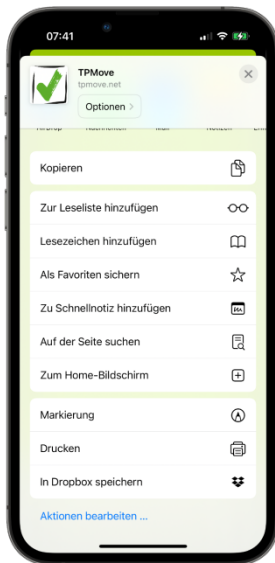 07:41
TPMove
tpmove.net
Optionen >
Kopieren
Zur Leseliste hinzufügen
Lesezeichen hinzufügen
Als Favoriten sichern
Zu Schnellnotiz hinzufügen
Auf der Seite suchen
Zum Home-Bildschirm
Markierung
Drucken
In Dropbox speichern
Aktionen bearbeiten ...